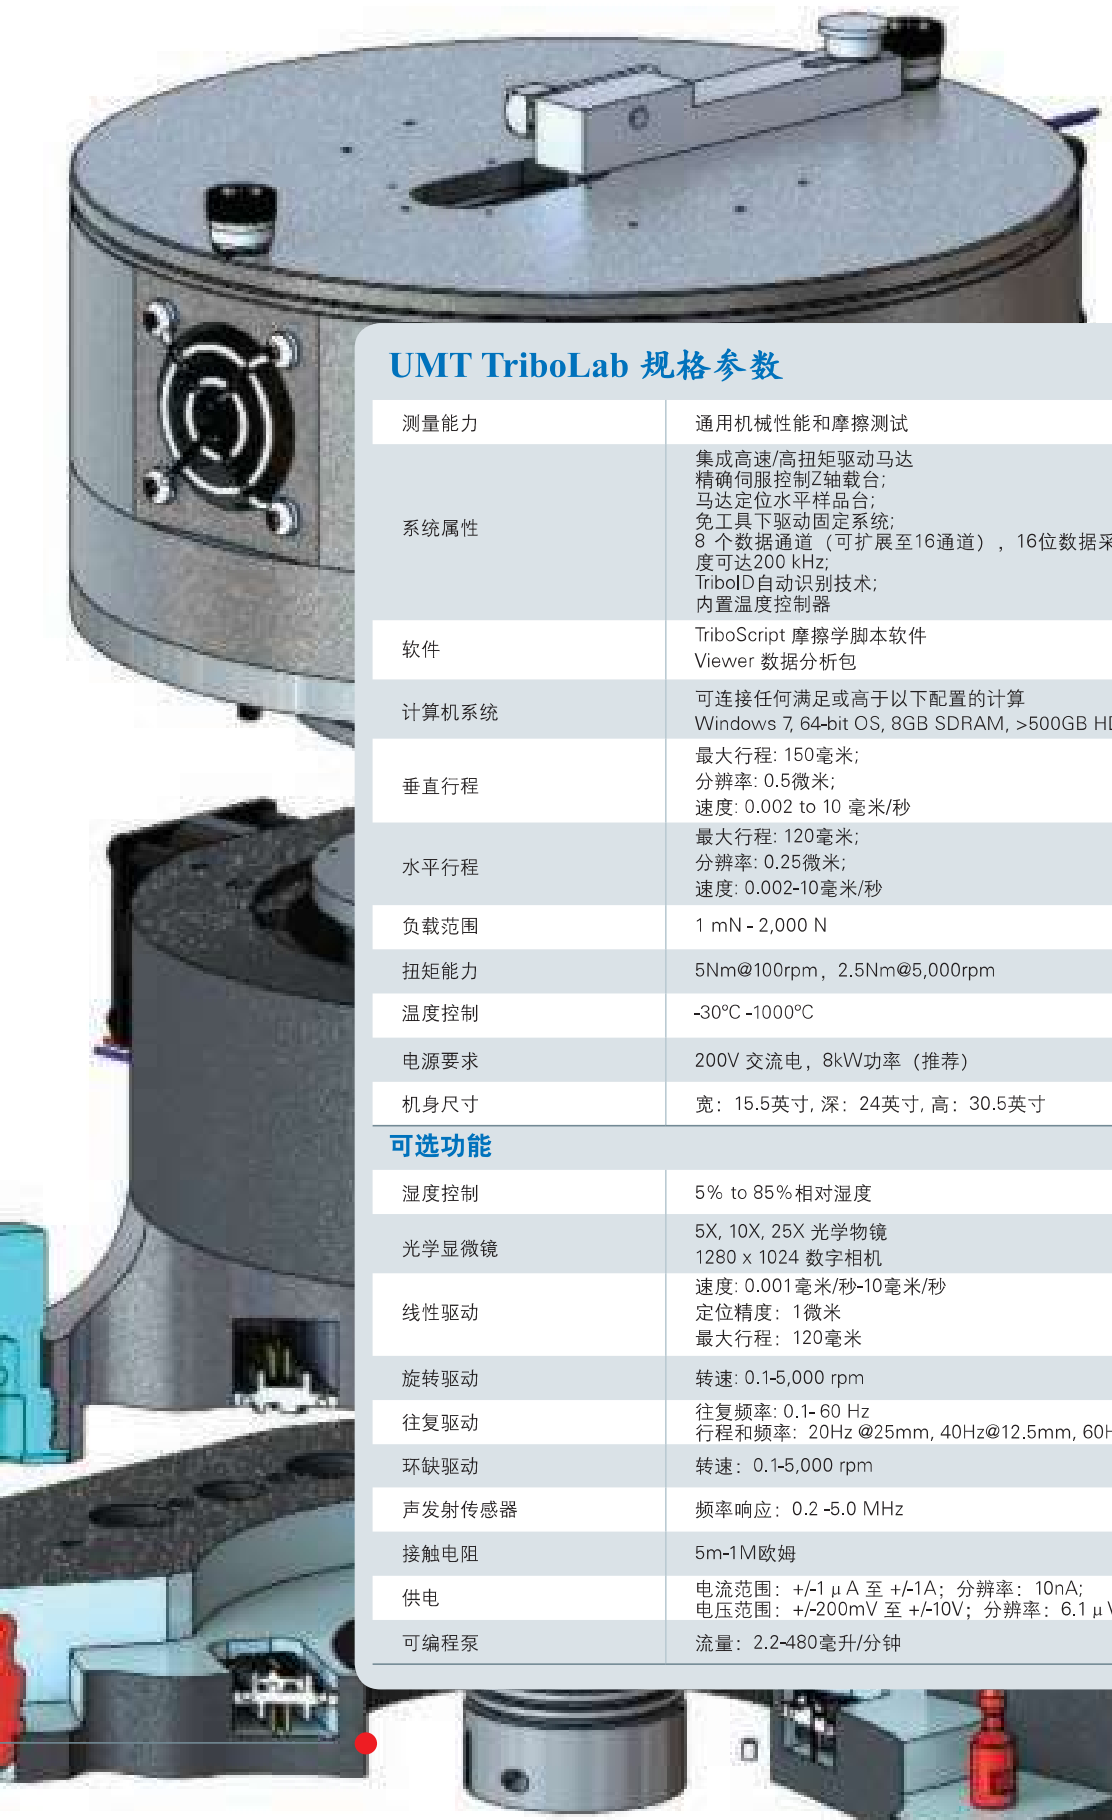 UMT TriboLab 规格参数
测量能力
通用机械性能和摩擦测试
系统属性
集成高速/高扭矩驱动马达
精确伺服控制Z轴载台;
马达定位水平样品台;
免工具下驱动固定系统;
8 个数据通道（可扩展至16通道），16位数据采
度可达200 kHz;
TriboID自动识别技术;
内置温度控制器
软件
TriboScript 摩擦学脚本软件
Viewer 数据分析包
计算机系统
可连接任何满足或高于以下配置的计算
Windows 7, 64-bit OS, 8GB SDRAM, >500GB HD
垂直行程
最大行程: 150毫米;
分辨率: 0.5微米;
速度: 0.002 to 10 毫米/秒
水平行程
最大行程: 120毫米;
分辨率: 0.25微米;
速度: 0.002-10毫米/秒
负载范围
1 mN - 2,000 N
扭矩能力
5Nm@100rpm，2.5Nm@5,000rpm
温度控制
-30°C -1000°C
电源要求
200V 交流电，8kW功率（推荐）
机身尺寸
宽：15.5英寸, 深：24英寸, 高：30.5英寸
可选功能
湿度控制
5% to 85%相对湿度
光学显微镜
5X, 10X, 25X 光学物镜
1280 x 1024 数字相机
线性驱动
速度: 0.001毫米/秒-10毫米/秒
定位精度：1微米
最大行程：120毫米
旋转驱动
转速: 0.1-5,000 rpm
往复驱动
往复频率: 0.1- 60 Hz
行程和频率: 20Hz @25mm, 40Hz@12.5mm, 60H
环缺驱动
转速：0.1-5,000 rpm
声发射传感器
频率响应：0.2 -5.0 MHz
接触电阻
5m-1M欧姆
供电
电流范围：+/-1 μ A 至 +/-1A；分辨率：10nA;
电压范围：+/-200mV 至 +/-10V；分辨率：6.1 μ V
可编程泵
流量：2.2-480毫升/分钟